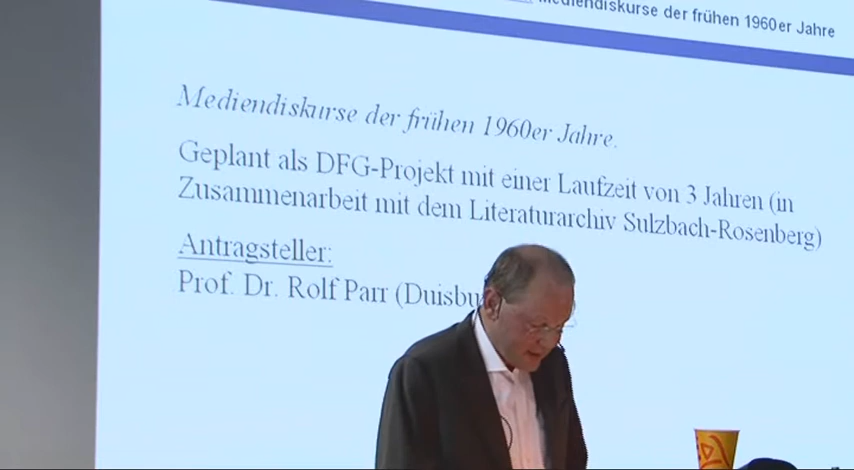 Mediendiskurse der frühen 1960er Jahre
Mediendiskurse der frühen 1960er Jahre.
Geplant als DFG-Projekt mit einer Laufzeit von 3 Jahren (in
Zusammenarbeit mit dem Literaturarchiv Sulzbach-Rosenberg)
Antragsteller:
Prof. Dr. Rolf Parr (Duisbu